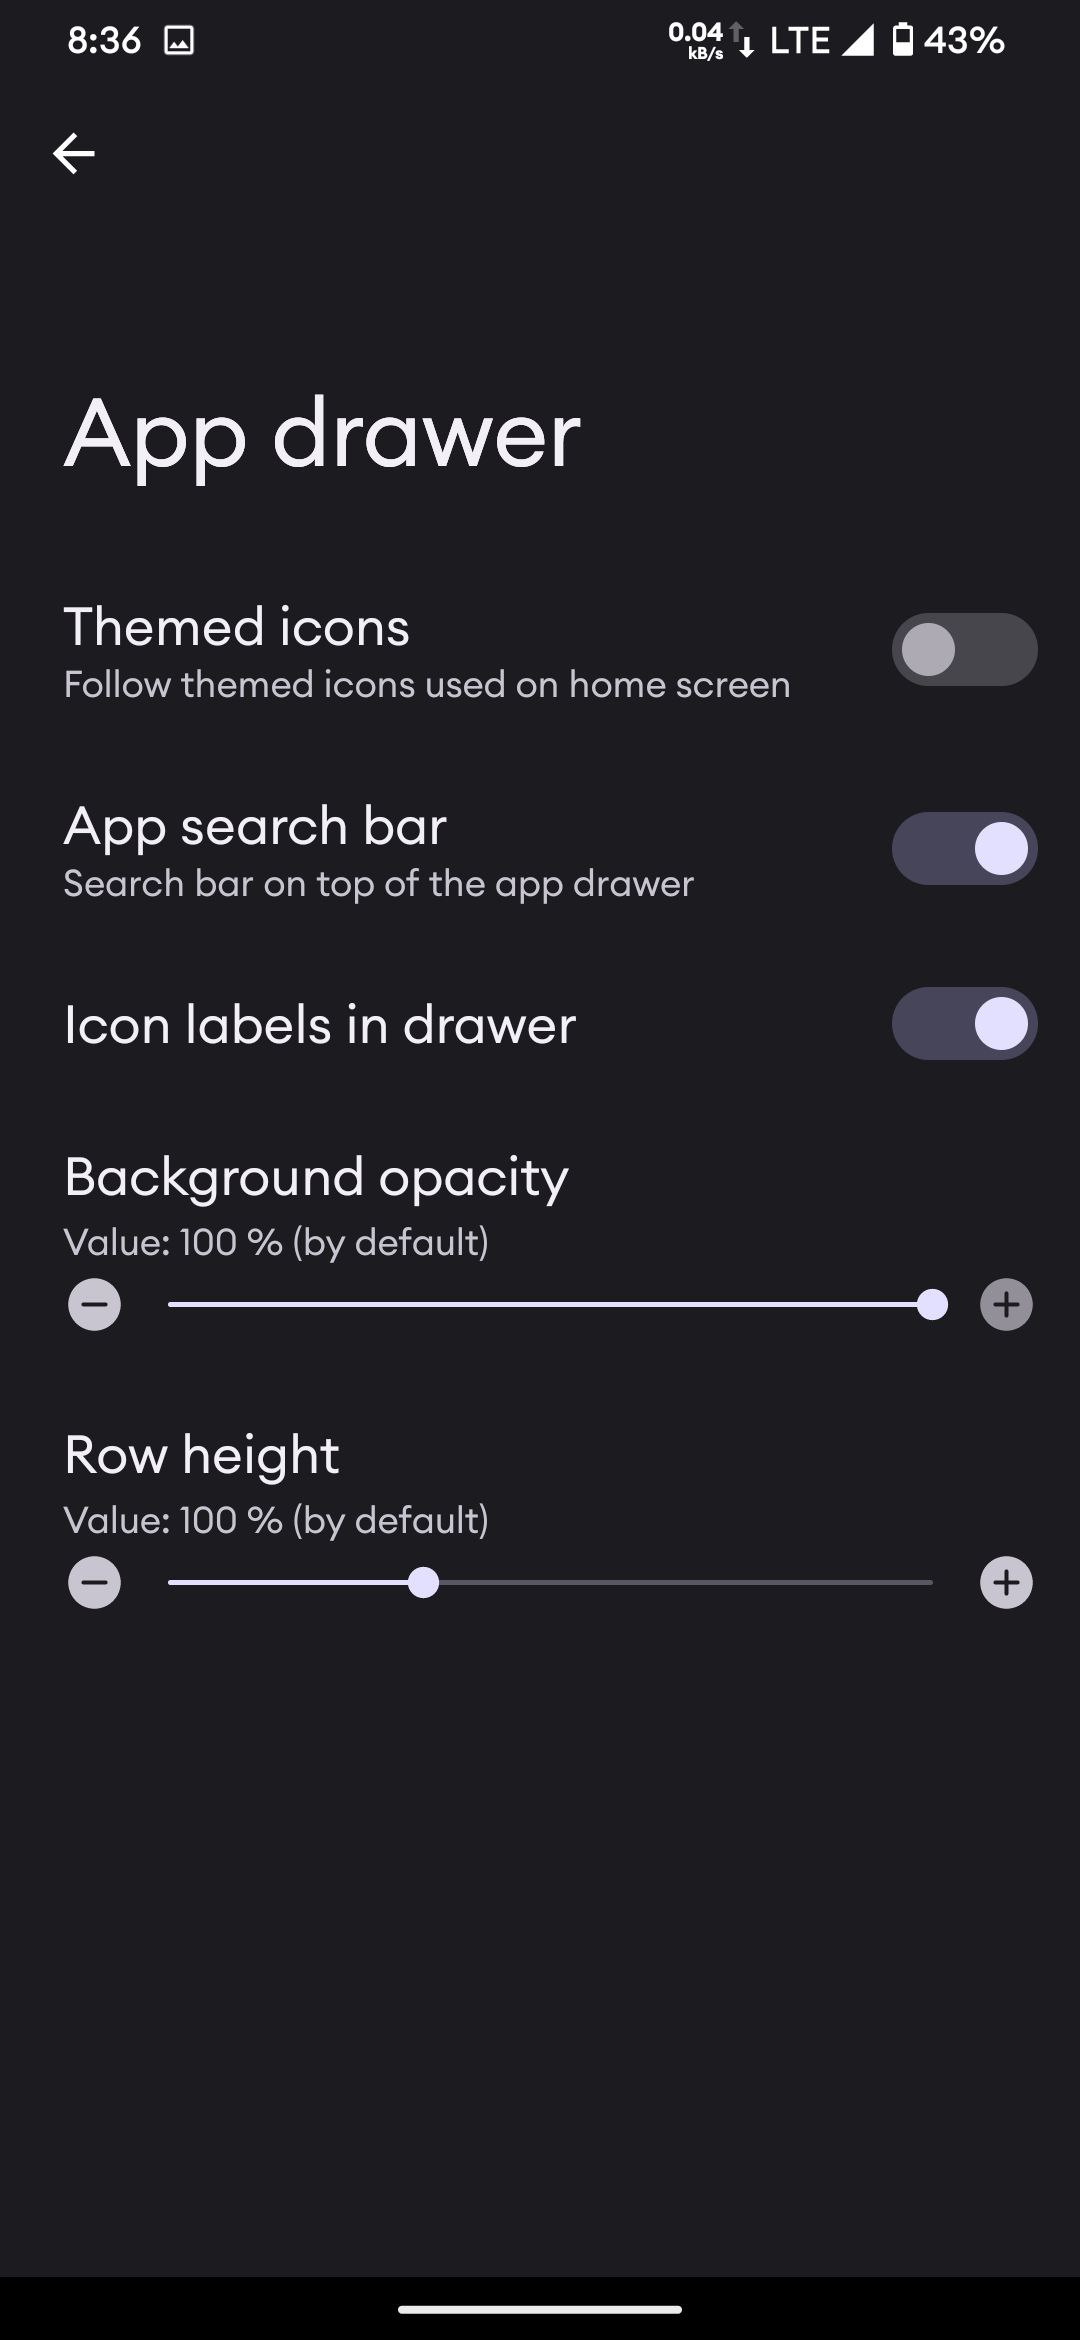 8:36
0.04 kB/s LTE 43%
App drawer
Themed icons
Follow themed icons used on home screen
App search bar
Search bar on top of the app drawer
Icon labels in drawer
Background opacity
Value: 100 % (by default)
Row height
Value: 100 % (by default)